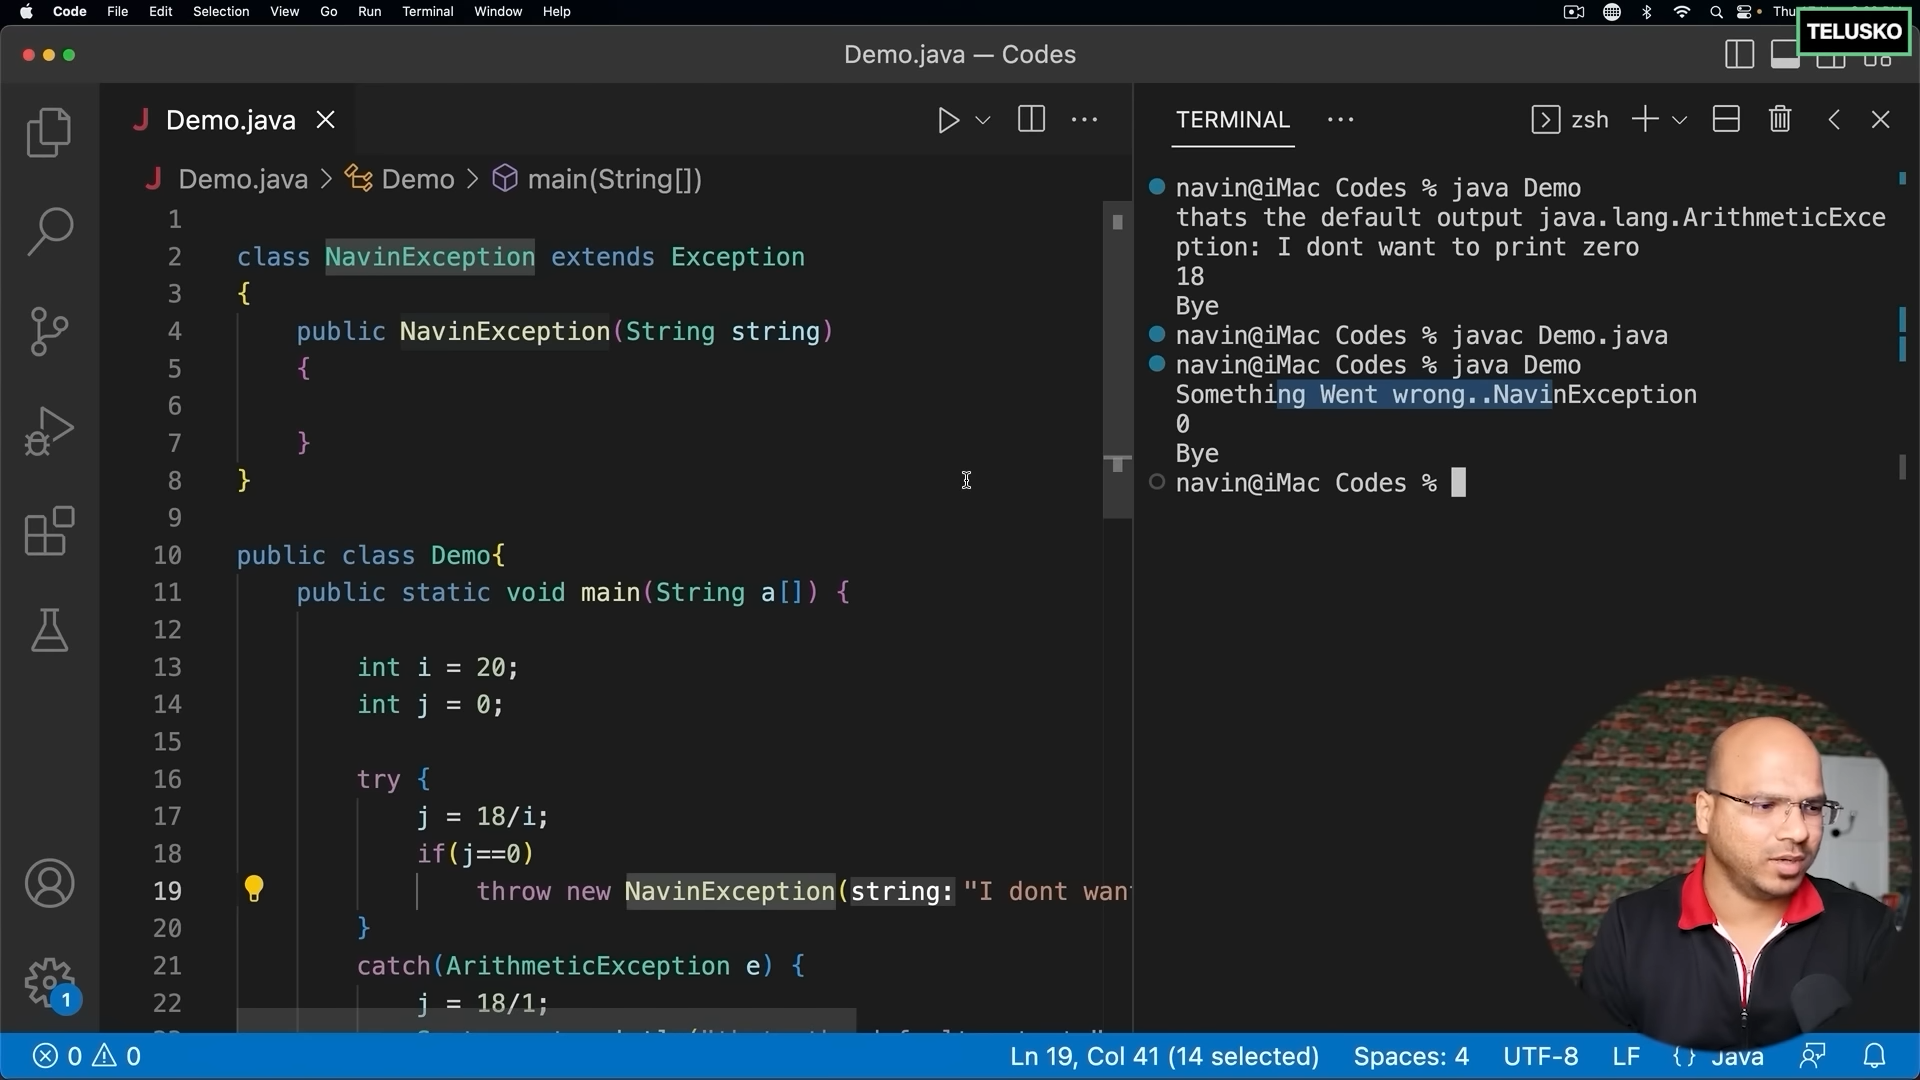 Code File Edit Selection View Go Run Terminal Window Help Thu
TELUSKO
Demo.java — Codes
J Demo.java
J Demo.java > Demo > main(String[])
1
2 class NavinException extends Exception
3 {
4 public NavinException(String string)
5 {
6
7 }
8 }
9
10 public class Demo{
11 public static void main(String a[]) {
12
13 int i = 20;
14 int j = 0;
15
16 try {
17 j = 18/i;
18 if(j==0)
19 throw new NavinException(string: "I dont want
20 }
21 catch(ArithmeticException e) {
22 j = 18/1;
TERMINAL
zsh
navin@iMac Codes % java Demo
thats the default output java.lang.ArithmeticExce
ption: I dont want to print zero
18
Bye
navin@iMac Codes % javac Demo.java
navin@iMac Codes % java Demo
Something Went wrong..NavinException
0
Bye
navin@iMac Codes %
1
0 0 Ln 19, Col 41 (14 selected) Spaces: 4 UTF-8 LF {} Java